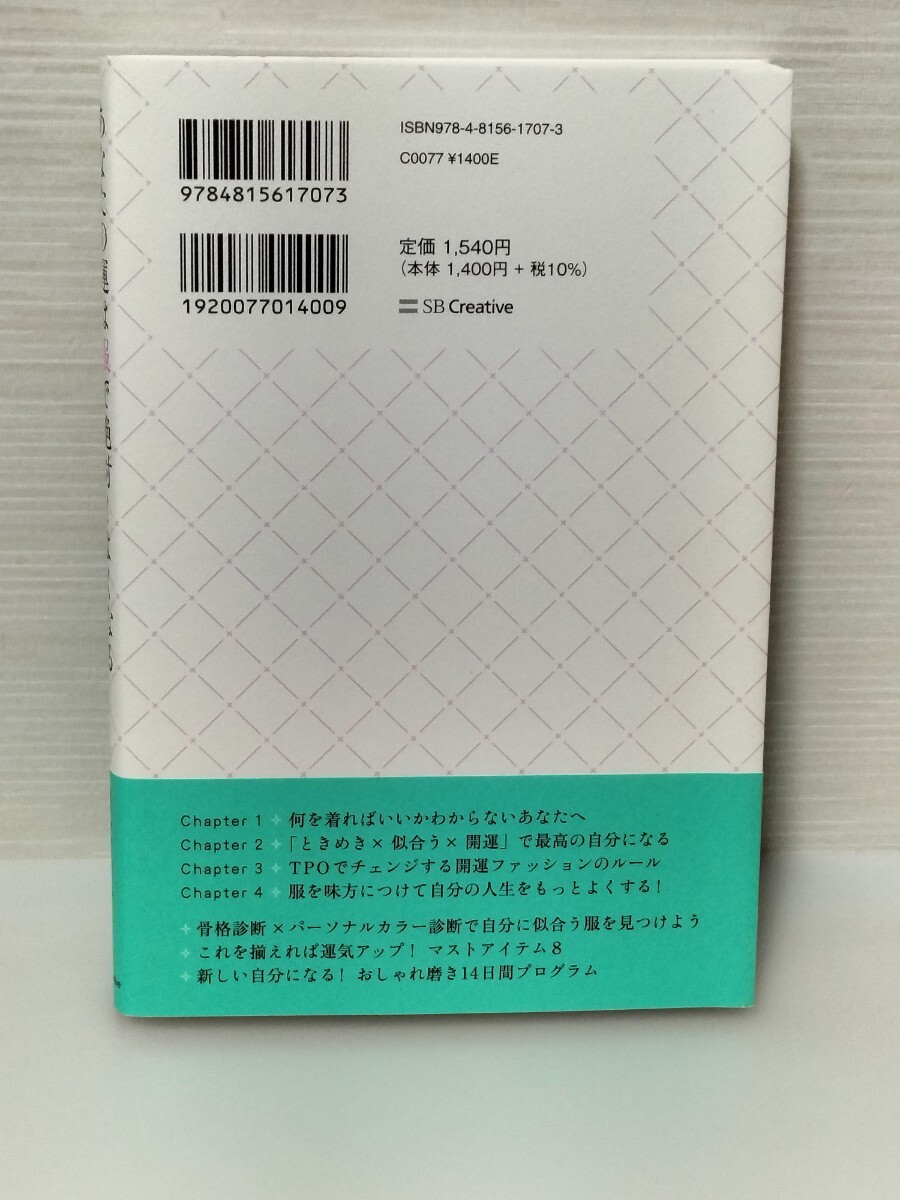 9784815617073
ISBN978-4-8156-1707-3
C0077 ¥1400E
1920077014009
定価 1,540円
（本体 1,400円 + 税10%）
SB Creative
Chapter 1 何を着ればいいかわからないあなたへ
Chapter 2 「ときめき×似合う×開運」で最高の自分になる
Chapter 3 TPOでチェンジする開運ファッションのルール
Chapter 4 服を味方につけて自分の人生をもっとよくする！
骨格診断×パーソナルカラー診断で自分に似合う服を見つけよう
これを揃えれば運気アップ！ マストアイテム8
新しい自分になる！ おしゃれ磨き14日間プログラム